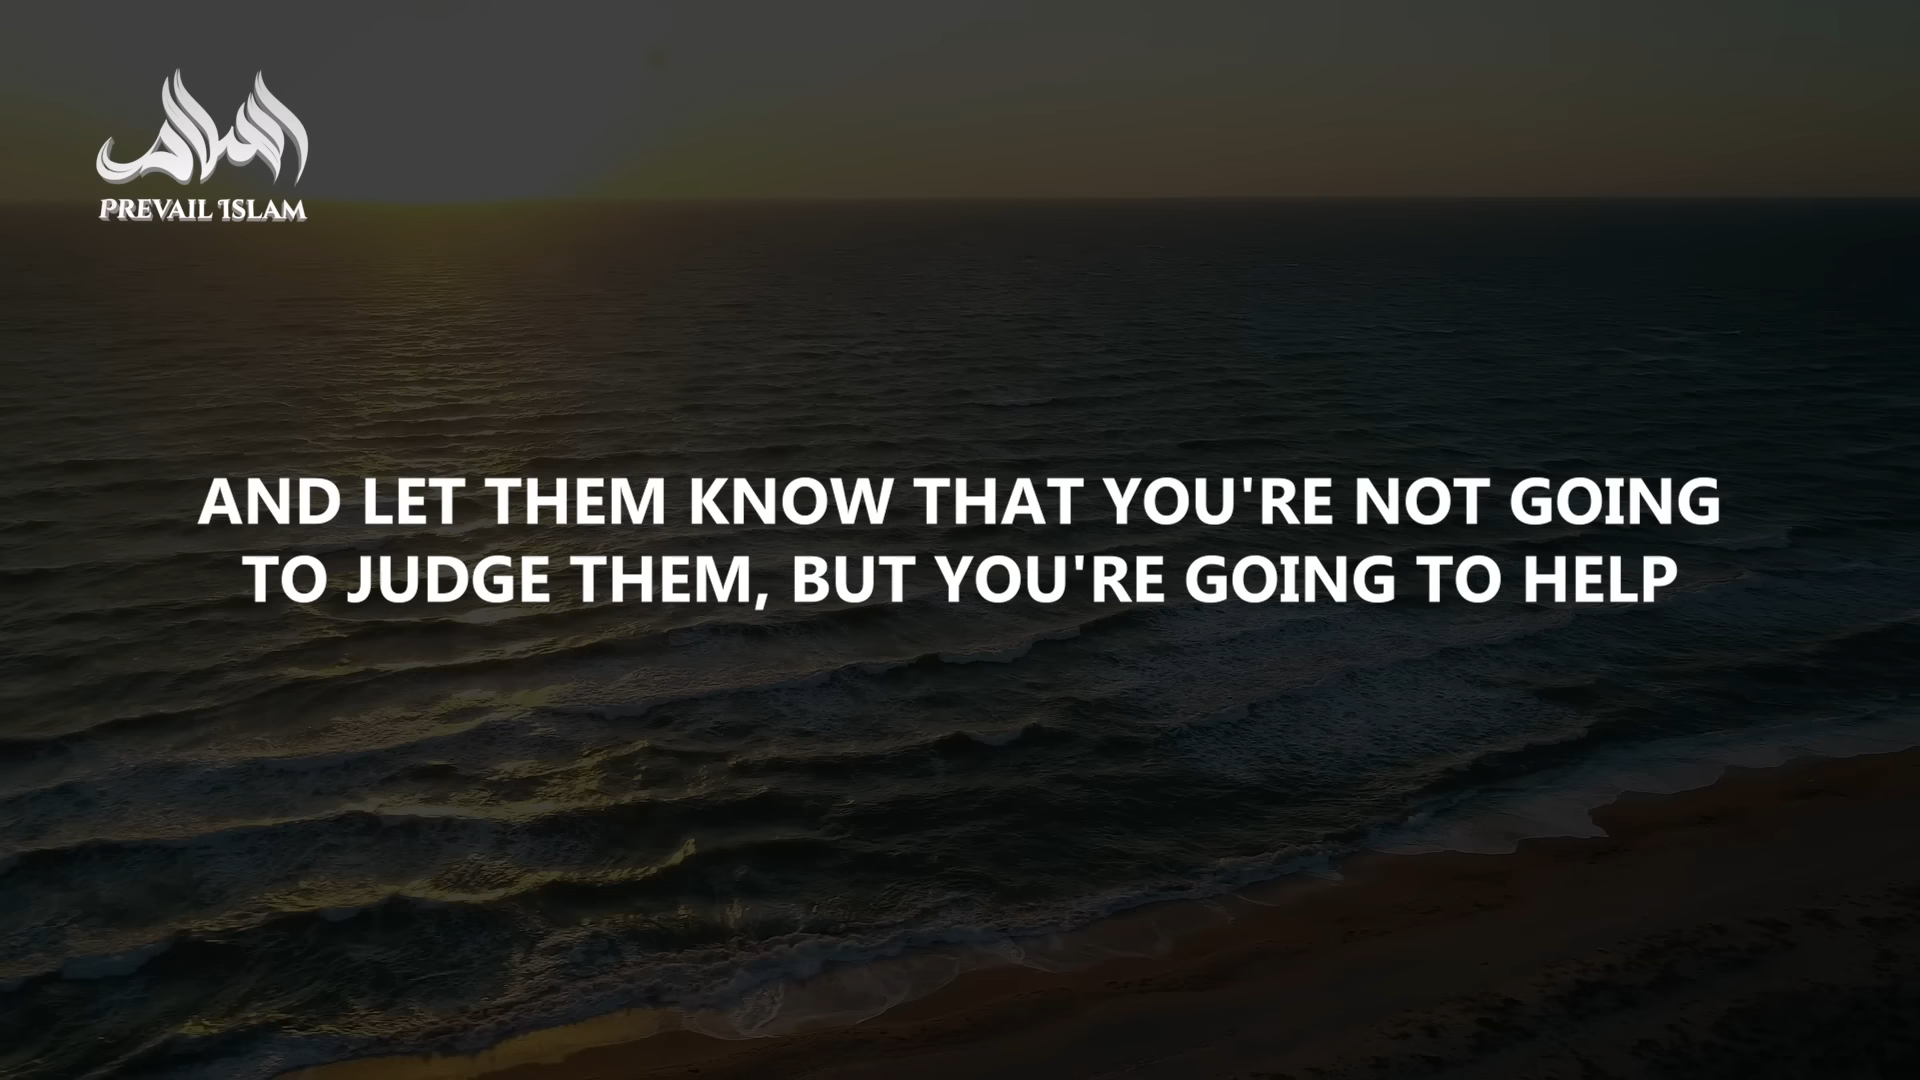 PREVAIL ISLAM
AND LET THEM KNOW THAT YOU'RE NOT GOING
TO JUDGE THEM, BUT YOU'RE GOING TO HELP